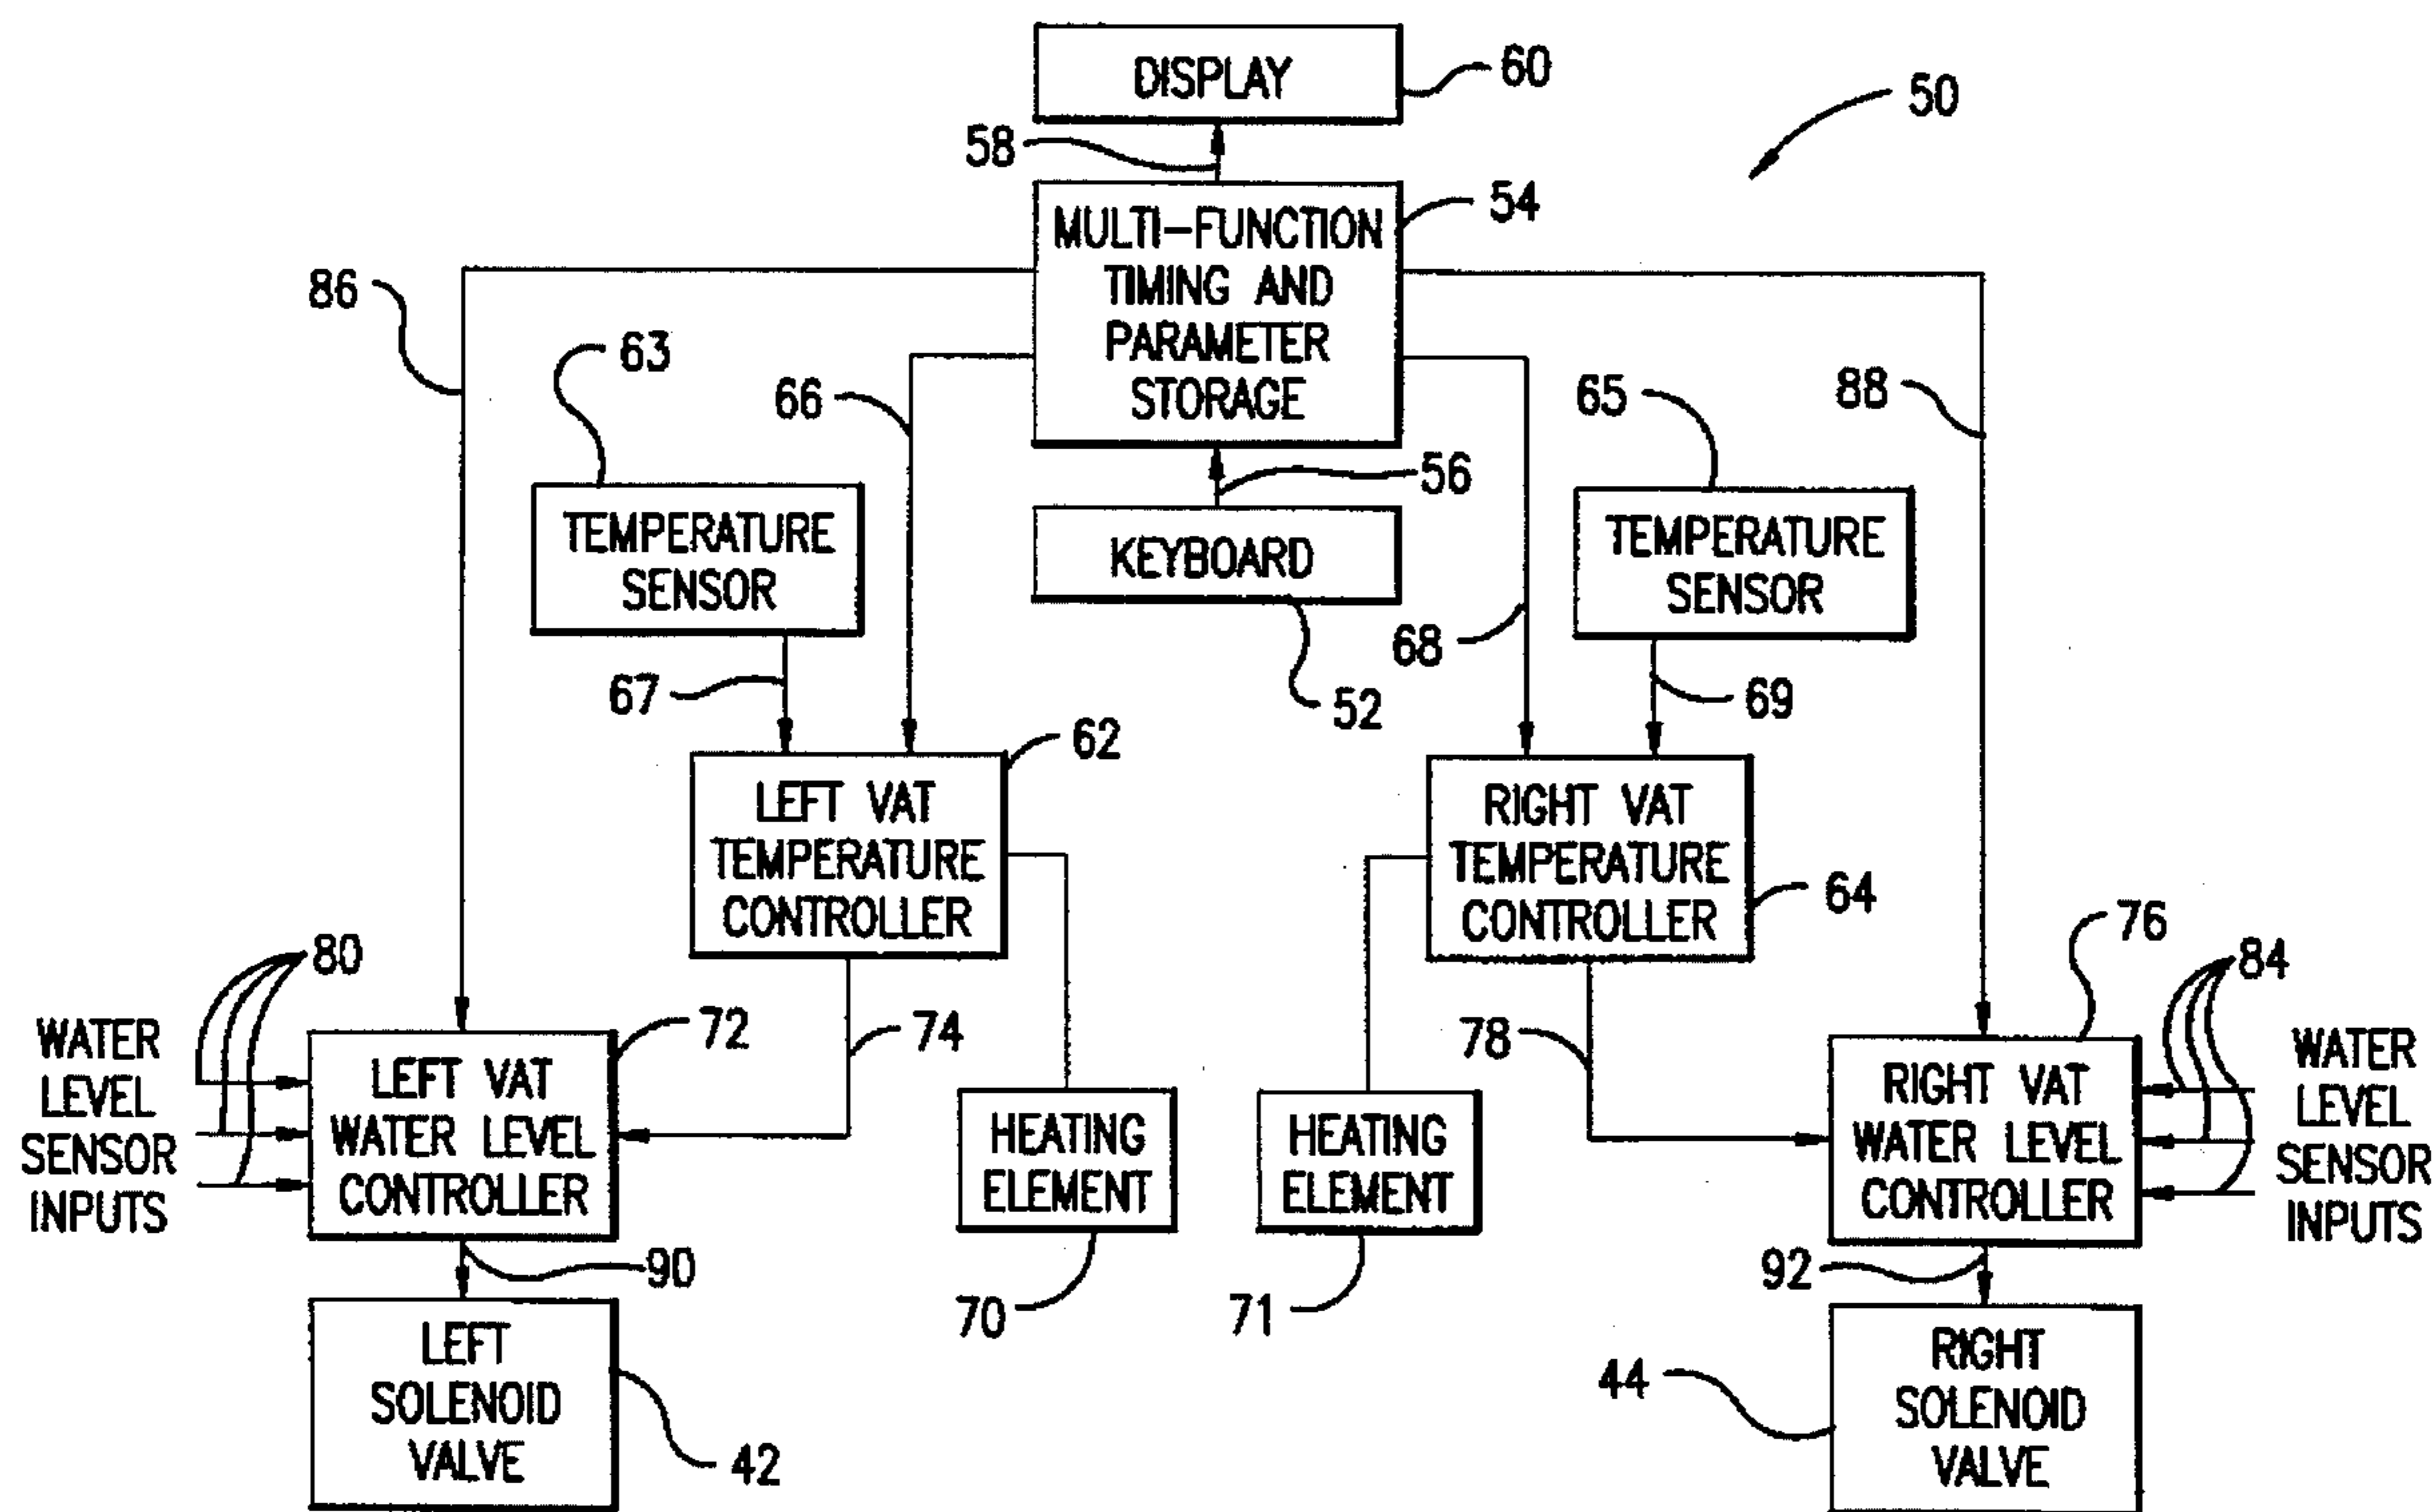 DISPLAY
60
50
58
MULTI-FUNCTION
TIMING AND
PARAMETER
STORAGE
54
86
63
66
65
88
56
TEMPERATURE
SENSOR
KEYBOARD
TEMPERATURE
SENSOR
67
62
52
68
69
LEFT VAT
TEMPERATURE
CONTROLLER
RIGHT VAT
TEMPERATURE
CONTROLLER
64
80
76
84
WATER
LEVEL
SENSOR
INPUTS
LEFT VAT
WATER LEVEL
CONTROLLER
72
74
HEATING
ELEMENT
HEATING
ELEMENT
78
RIGHT VAT
WATER LEVEL
CONTROLLER
WATER
LEVEL
SENSOR
INPUTS
90
70
71
92
LEFT
SOLENOID
VALVE
42
44
RIGHT
SOLENOID
VALVE